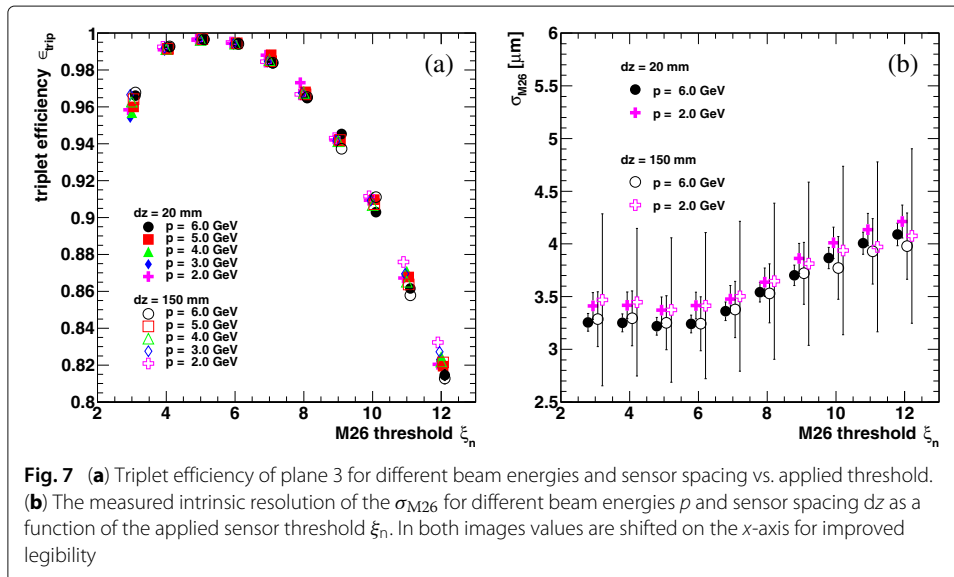 triplet efficiency ϵtrip
1
0.98
0.96
0.94
0.92
0.9
0.88
0.86
0.84
0.82
0.8
(a)
dz = 20 mm
p = 6.0 GeV
p = 5.0 GeV
p = 4.0 GeV
p = 3.0 GeV
p = 2.0 GeV
dz = 150 mm
p = 6.0 GeV
p = 5.0 GeV
p = 4.0 GeV
p = 3.0 GeV
p = 2.0 GeV
2 4 6 8 10 12
M26 threshold ξn
σM26 [μm]
6
5.5
5
4.5
4
3.5
3
2.5
(b)
dz = 20 mm
p = 6.0 GeV
p = 2.0 GeV
dz = 150 mm
p = 6.0 GeV
p = 2.0 GeV
2 4 6 8 10 12
M26 threshold ξn
Fig. 7 (a) Triplet efficiency of plane 3 for different beam energies and sensor spacing vs. applied threshold.
(b) The measured intrinsic resolution of the σM26 for different beam energies p and sensor spacing dz as a
function of the applied sensor threshold ξn. In both images values are shifted on the x-axis for improved
legibility